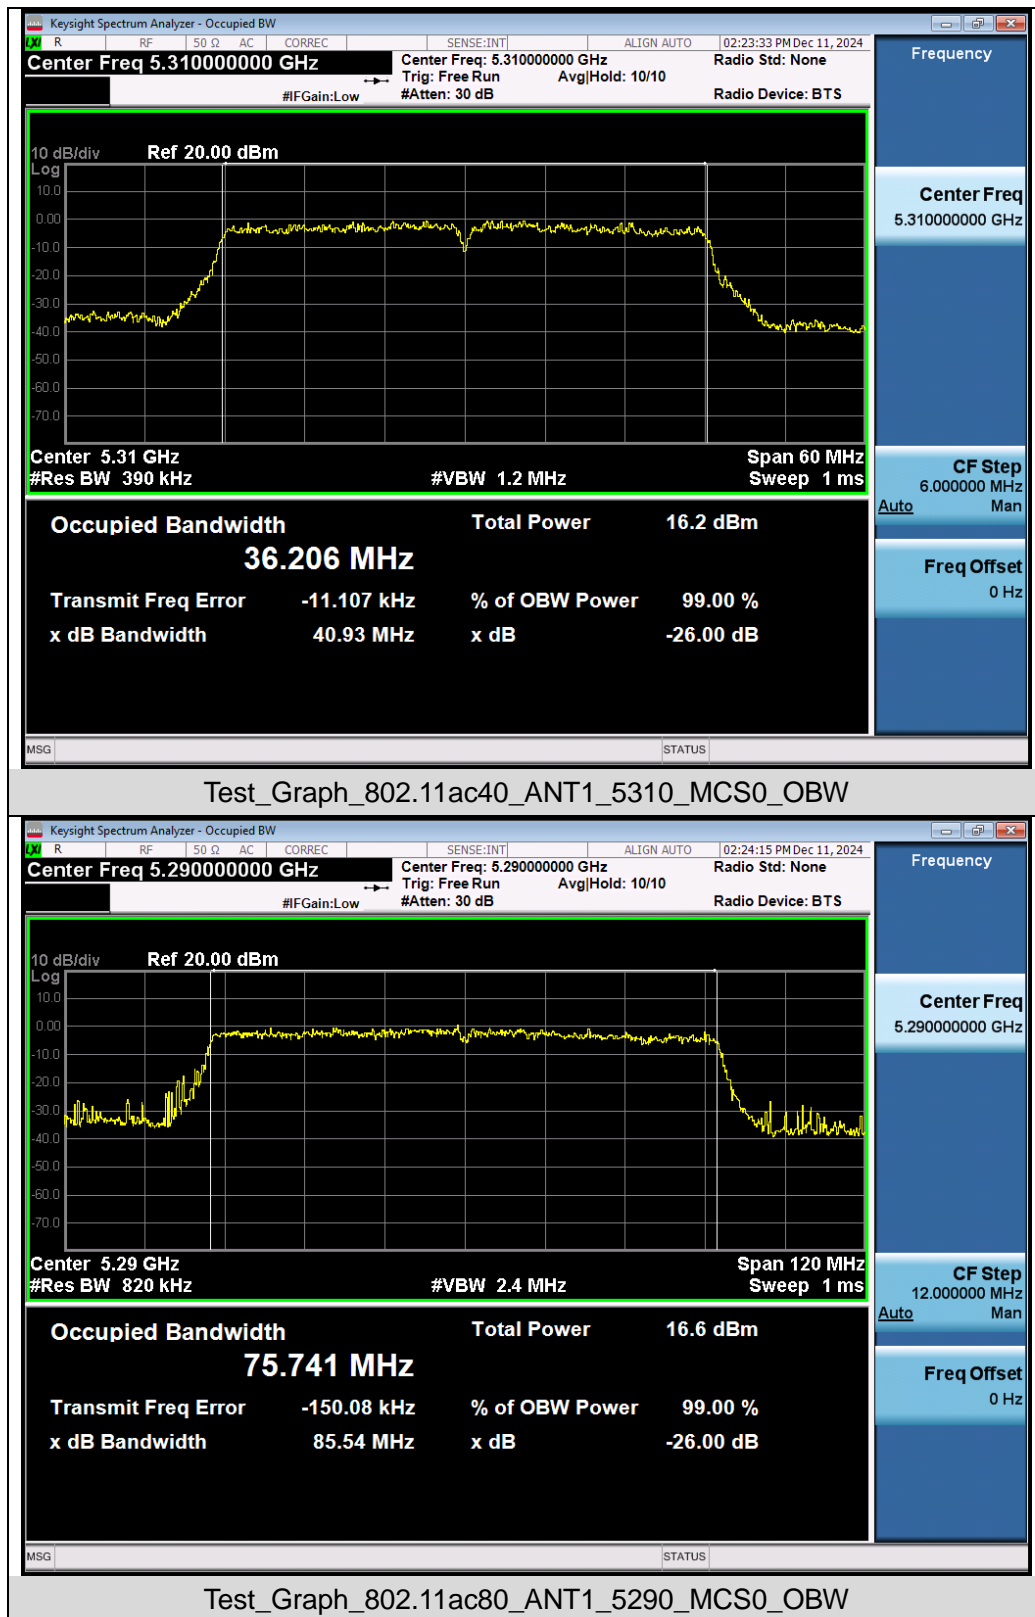 Keysight Spectrum Analyzer - Occupied BW
LXI R RF 50 Ω AC CORREC SENSE:INT ALIGN AUTO 02:23:33 PM Dec 11, 2024
Center Freq 5.310000000 GHz
Center Freq: 5.310000000 GHz
Radio Std: None
Trig: Free Run Avg|Hold: 10/10
#IFGain:Low
#Atten: 30 dB
Radio Device: BTS
Frequency
10 dB/div Ref 20.00 dBm
Log
10.0
0.00
-10.0
-20.0
-30.0
-40.0
-50.0
-60.0
-70.0
Center 5.31 GHz Span 60 MHz
#Res BW 390 kHz #VBW 1.2 MHz Sweep 1 ms
Center Freq
5.310000000 GHz
CF Step
6.000000 MHz
Auto Man
Freq Offset
0 Hz
Occupied Bandwidth Total Power 16.2 dBm
36.206 MHz
Transmit Freq Error -11.107 kHz % of OBW Power 99.00 %
x dB Bandwidth 40.93 MHz x dB -26.00 dB
MSG STATUS
Test_Graph_802.11ac40_ANT1_5310_MCS0_OBW
Keysight Spectrum Analyzer - Occupied BW
LXI R RF 50 Ω AC CORREC SENSE:INT ALIGN AUTO 02:24:15 PM Dec 11, 2024
Center Freq 5.290000000 GHz
Center Freq: 5.290000000 GHz
Radio Std: None
Trig: Free Run Avg|Hold: 10/10
#IFGain:Low
#Atten: 30 dB
Radio Device: BTS
Frequency
10 dB/div Ref 20.00 dBm
Log
10.0
0.00
-10.0
-20.0
-30.0
-40.0
-50.0
-60.0
-70.0
Center 5.29 GHz Span 120 MHz
#Res BW 820 kHz #VBW 2.4 MHz Sweep 1 ms
Center Freq
5.290000000 GHz
CF Step
12.000000 MHz
Auto Man
Freq Offset
0 Hz
Occupied Bandwidth Total Power 16.6 dBm
75.741 MHz
Transmit Freq Error -150.08 kHz % of OBW Power 99.00 %
x dB Bandwidth 85.54 MHz x dB -26.00 dB
MSG STATUS
Test_Graph_802.11ac80_ANT1_5290_MCS0_OBW